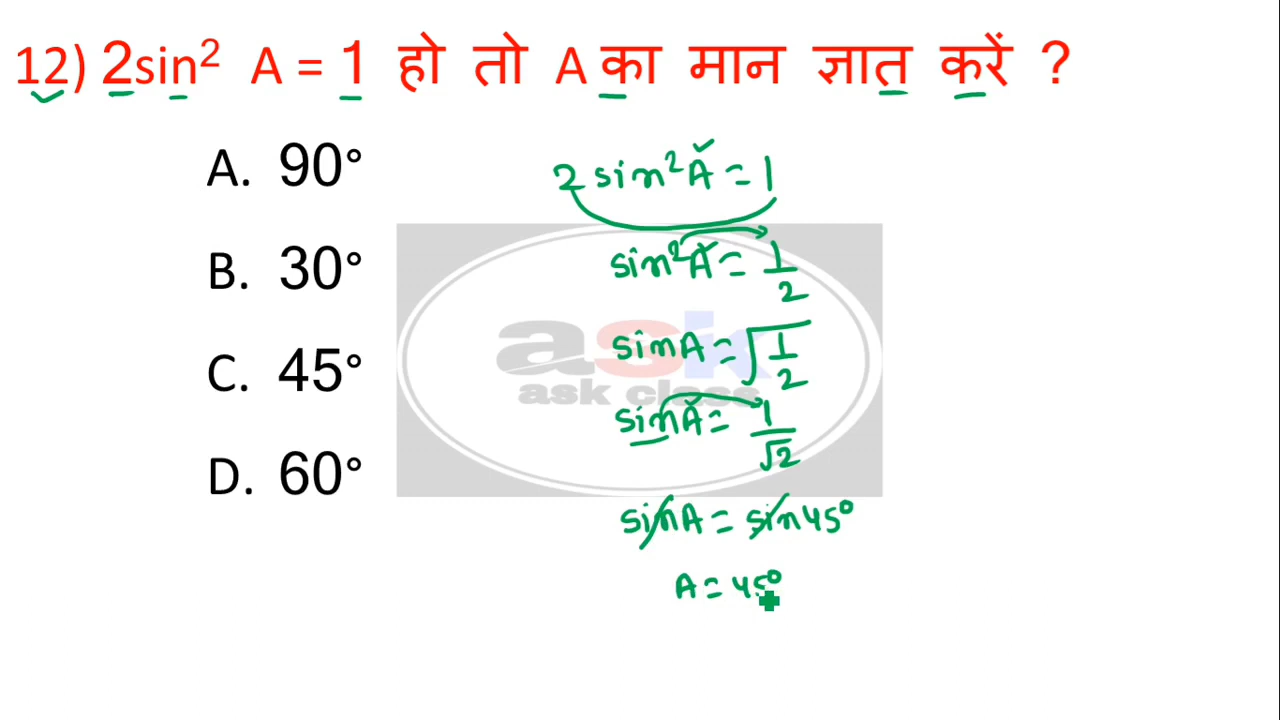 12) 2sin² A = 1 हो तो A का मान ज्ञात करें ?
A. 90°
B. 30°
C. 45°
D. 60°
2 sin²A = 1
sin²A = 1/2
sinA = √1/2
sinA = 1/√2
sinA = sin45°
A = 45°
ask
ask class